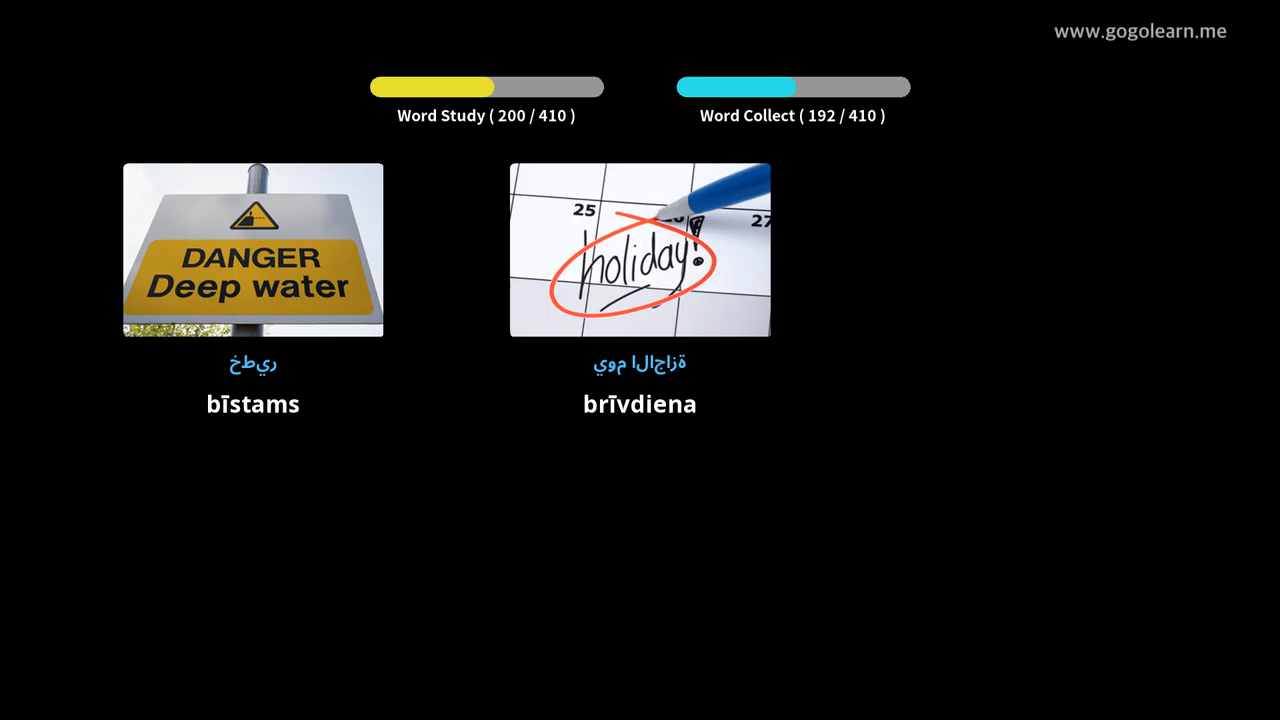 www.gogolearn.me
Word Study ( 200 / 410 )
Word Collect ( 192 / 410 )
DANGER
Deep water
25
27
holiday!
خطير
يوم الاجازة
bīstams
brīvdiena